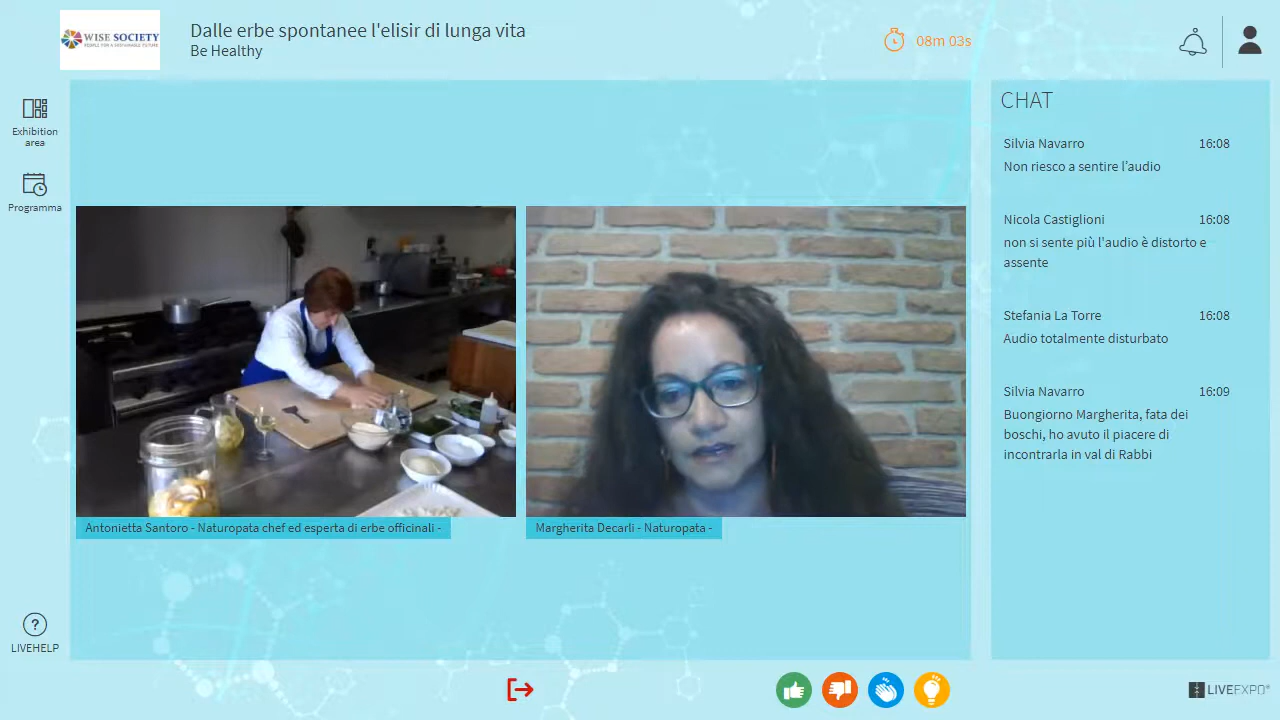 WISE SOCIETY
PEOPLE FOR A SUSTAINABLE FUTURE
Dalle erbe spontanee l'elisir di lunga vita
Be Healthy
08m 03s
Exhibition
area
Programma
LIVEHELP
Antonietta Santoro - Naturopata chef ed esperta di erbe officinali -
Margherita Decarli - Naturopata -
CHAT
Silvia Navarro 16:08
Non riesco a sentire l’audio
Nicola Castiglioni 16:08
non si sente più l'audio è distorto e
assente
Stefania La Torre 16:08
Audio totalmente disturbato
Silvia Navarro 16:09
Buongiorno Margherita, fata dei
boschi, ho avuto il piacere di
incontrarla in val di Rabbi
LIVEEXPO